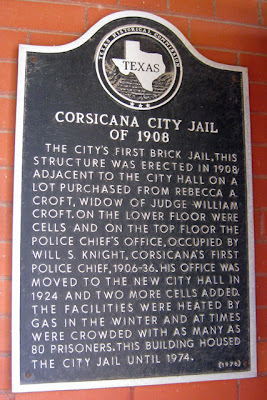 TEXAS HISTORICAL COMMISSION
TEXAS
CORSICANA CITY JAIL
OF 1908
THE CITY'S FIRST BRICK JAIL, THIS
STRUCTURE WAS ERECTED IN 1908
ADJACENT TO THE CITY HALL ON A
LOT PURCHASED FROM REBECCA A.
CROFT, WIDOW OF JUDGE WILLIAM
CROFT. ON THE LOWER FLOOR WERE
CELLS AND ON THE TOP FLOOR THE
POLICE CHIEF'S OFFICE, OCCUPIED BY
WILL S. KNIGHT, CORSICANA'S FIRST
POLICE CHIEF, 1906-36. HIS OFFICE WAS
MOVED TO THE NEW CITY HALL IN
1924 AND TWO MORE CELLS ADDED.
THE FACILITIES WERE HEATED BY
GAS IN THE WINTER AND AT TIMES
WERE CROWDED WITH AS MANY AS
80 PRISONERS. THIS BUILDING HOUSED
THE CITY JAIL UNTIL 1974.
(1976)